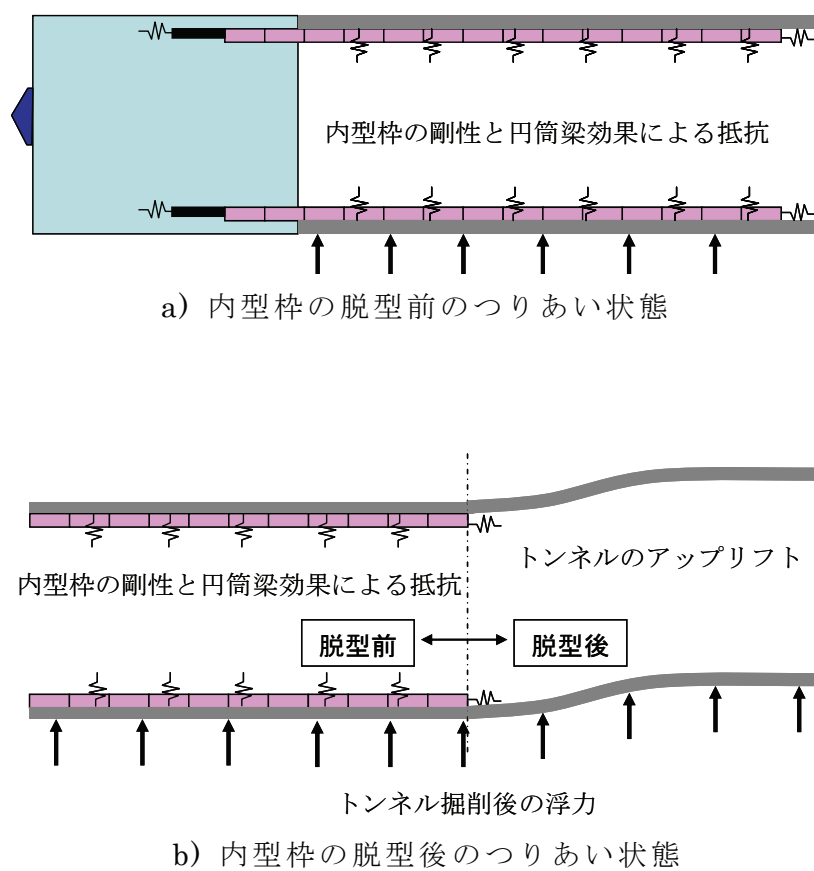 内型枠の剛性と円筒梁効果による抵抗
a) 内型枠の脱型前のつりあい状態
トンネルのアップリフト
内型枠の剛性と円筒梁効果による抵抗
脱型前
脱型後
トンネル掘削後の浮力
b) 内型枠の脱型後のつりあい状態